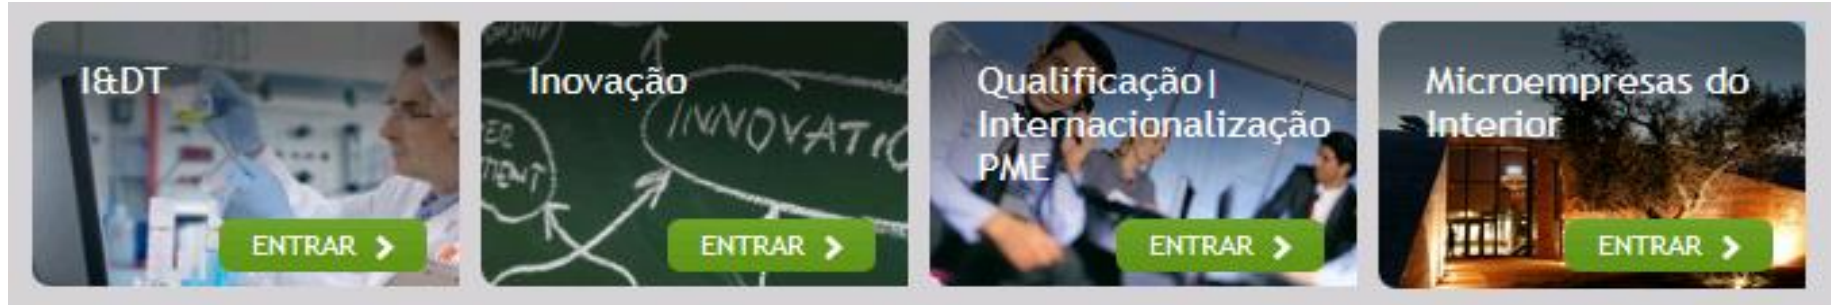 I&DT
ENTRAR
Inovação
INNOVATIO
ENTRAR
Qualificação|
Internacionalização
PME
ENTRAR
Microempresas do
Interior
ENTRAR